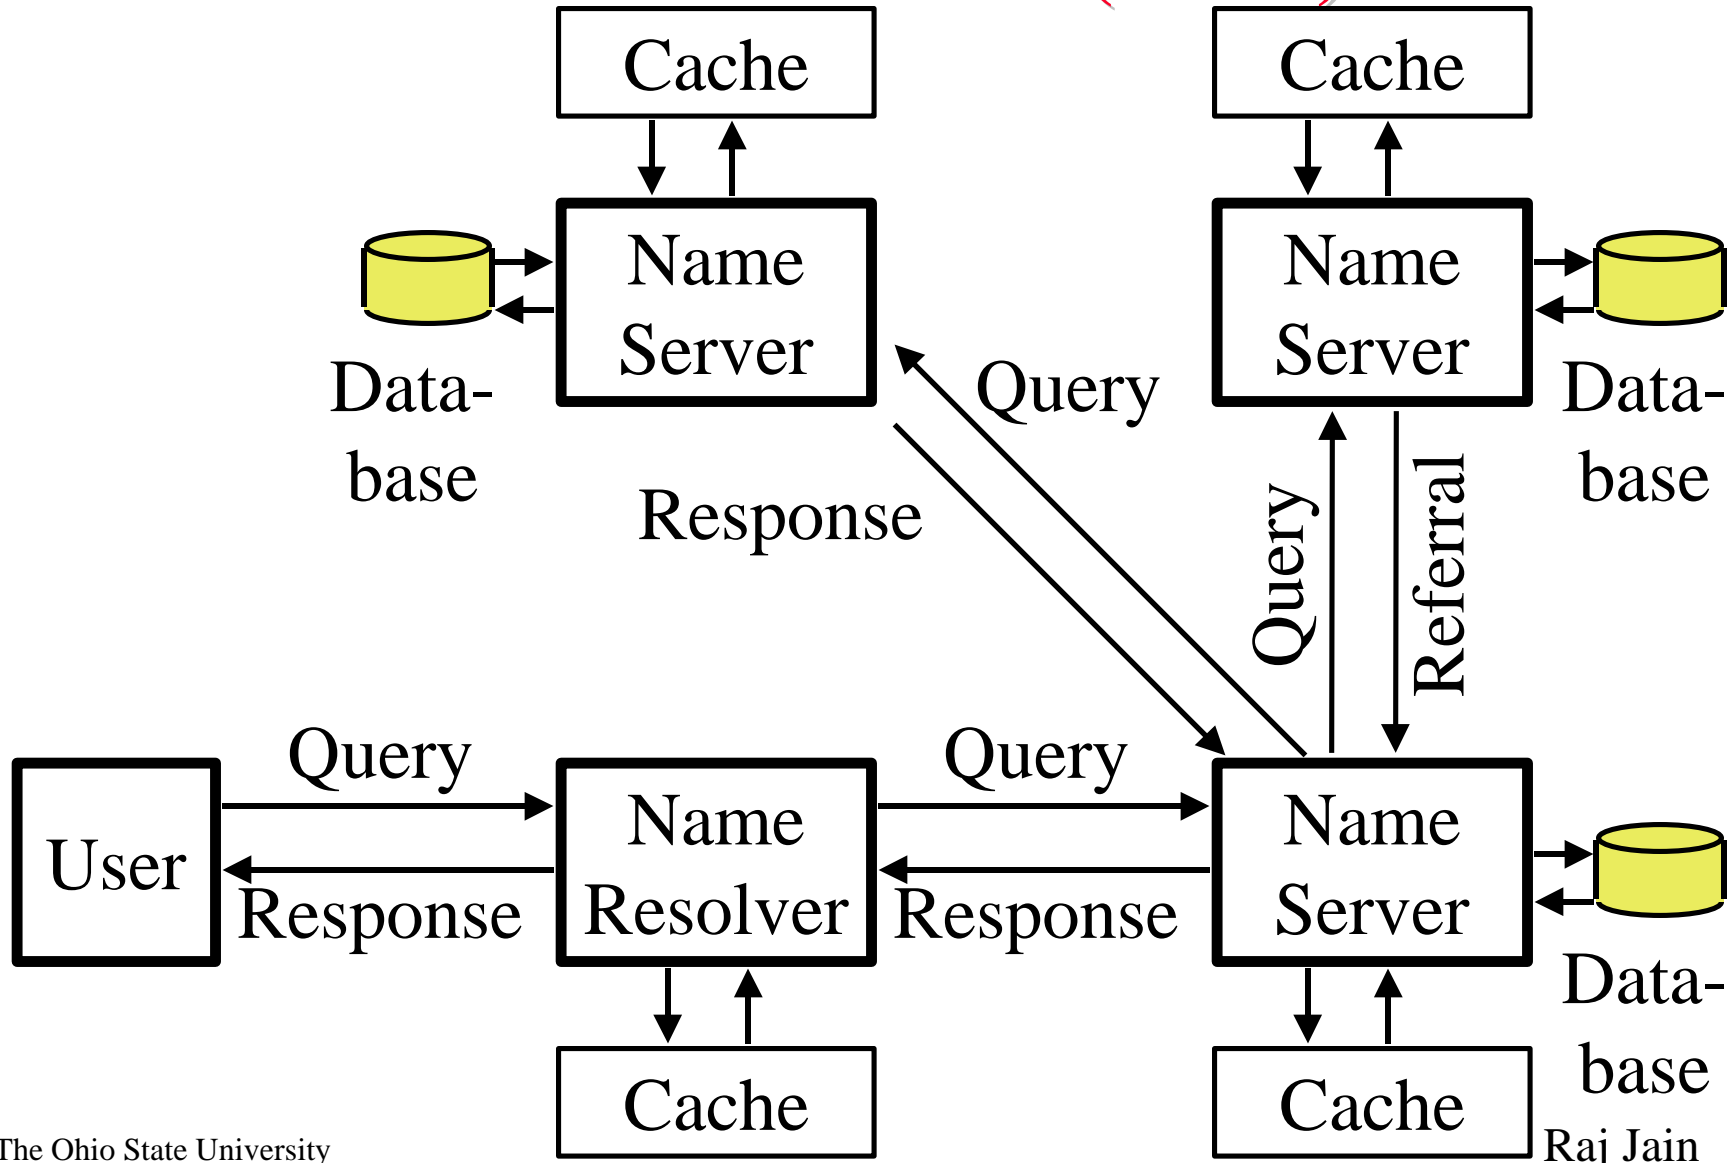 Cache
Cache
Name
Server
Name
Server
Data-
base
Query
Data-
base
Response
Query
Referral
Query
Query
User
Name
Resolver
Name
Server
Response
Response
Data-
base
Cache
Cache
The Ohio State University
Raj Jain